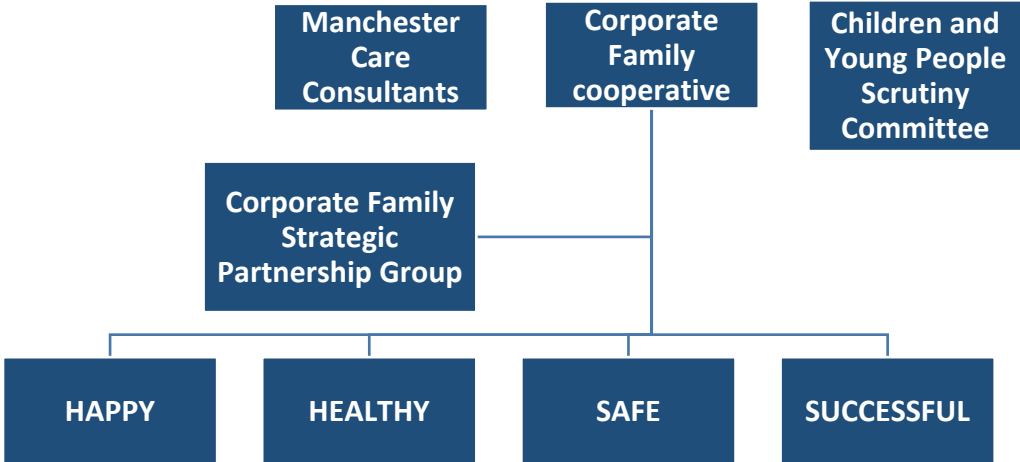 Manchester
Care
Consultants
Corporate
Family
cooperative
Children and
Young People
Scrutiny
Committee
Corporate Family
Strategic
Partnership Group
HAPPY
HEALTHY
SAFE
SUCCESSFUL